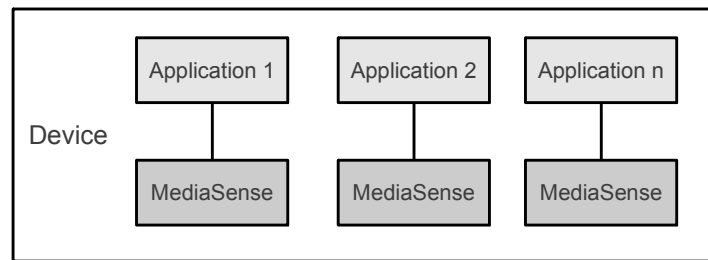 Application 1
Application 2
Application n
Device
MediaSense
MediaSense
MediaSense